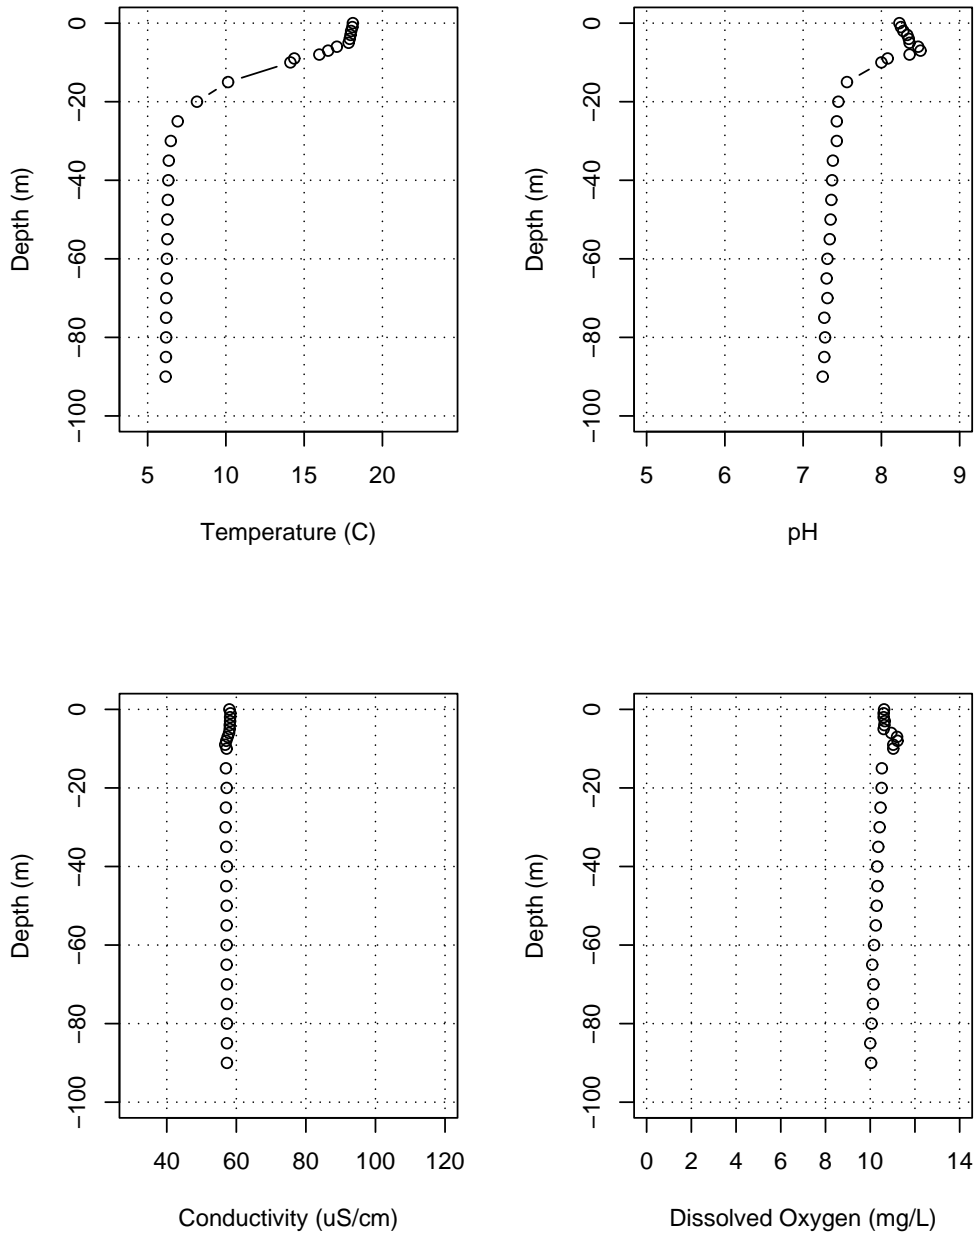 0
−20
−40
−60
−80
−100
Depth (m)
5 10 15 20
Temperature (C)
0
−20
−40
−60
−80
−100
Depth (m)
5 6 7 8 9
pH
0
−20
−40
−60
−80
−100
Depth (m)
40 60 80 100 120
Conductivity (uS/cm)
0
−20
−40
−60
−80
−100
Depth (m)
0 2 4 6 8 10 14
Dissolved Oxygen (mg/L)